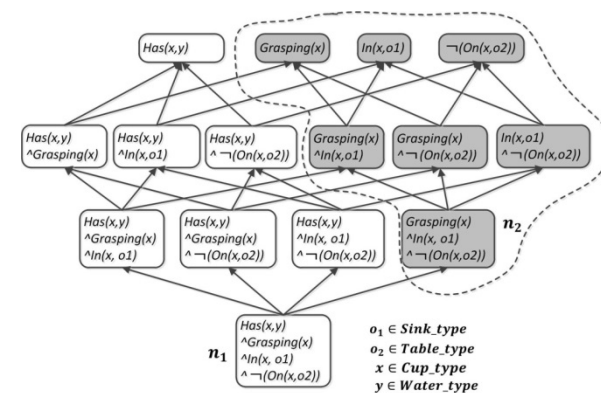 Has(x,y)
Grasping(x)
In(x,o1)
¬(On(x,o2))
Has(x,y)
^Grasping(x)
Has(x,y)
^In(x,o1)
Has(x,y)
^ ¬(On(x,o2))
Grasping(x)
^In(x,o1)
Grasping(x)
^ ¬(On(x,o2))
In(x,o1)
^ ¬(On(x,o2))
Has(x,y)
^Grasping(x)
^In(x, o1)
Has(x,y)
^Grasping(x)
^ ¬(On(x,o2))
Has(x,y)
^In(x, o1)
^ ¬(On(x,o2))
Grasping(x)
^In(x, o1)
^ ¬(On(x,o2))
n₂
n₁
Has(x,y)
^Grasping(x)
^In(x, o1)
^ ¬(On(x,o2))
o₁ ∈ Sink_type
o₂ ∈ Table_type
x ∈ Cup_type
y ∈ Water_type